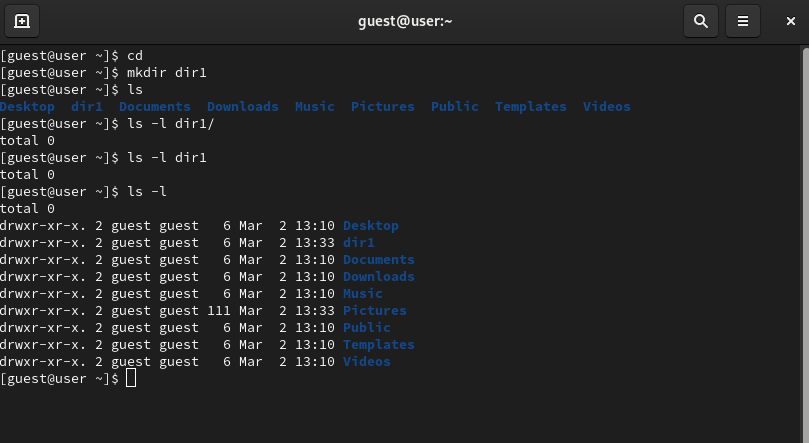 guest@user:~
[guest@user ~]$ cd
[guest@user ~]$ mkdir dir1
[guest@user ~]$ ls
Desktop  dir1  Documents  Downloads  Music  Pictures  Public  Templates  Videos
[guest@user ~]$ ls -l dir1/
total 0
[guest@user ~]$ ls -l dir1
total 0
[guest@user ~]$ ls -l
total 0
drwxr-xr-x. 2 guest guest   6 Mar  2 13:10 Desktop
drwxr-xr-x. 2 guest guest   6 Mar  2 13:33 dir1
drwxr-xr-x. 2 guest guest   6 Mar  2 13:10 Documents
drwxr-xr-x. 2 guest guest   6 Mar  2 13:10 Downloads
drwxr-xr-x. 2 guest guest   6 Mar  2 13:10 Music
drwxr-xr-x. 2 guest guest 111 Mar  2 13:33 Pictures
drwxr-xr-x. 2 guest guest   6 Mar  2 13:10 Public
drwxr-xr-x. 2 guest guest   6 Mar  2 13:10 Templates
drwxr-xr-x. 2 guest guest   6 Mar  2 13:10 Videos
[guest@user ~]$